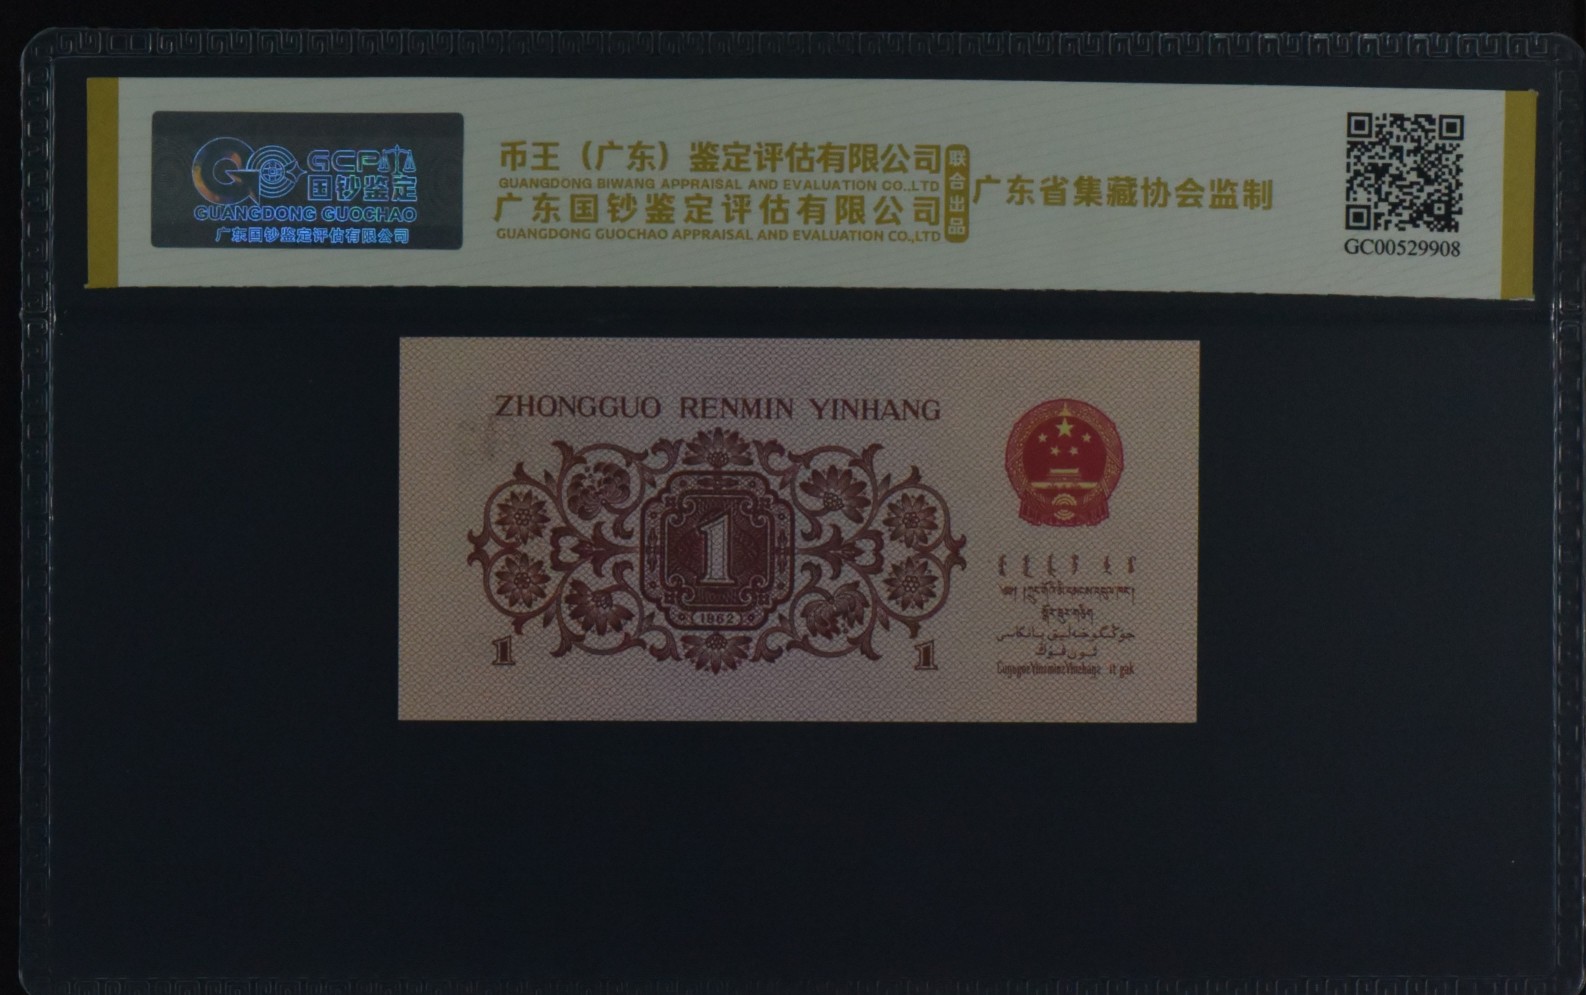 GCP
国钞鉴定
GUANGDONG GUOCHAO
广东国钞鉴定评估有限公司
币王（广东）鉴定评估有限公司
GUANGDONG BIWANG APPRAISAL AND EVALUATION CO.,LTD
广东国钞鉴定评估有限公司
GUANGDONG GUOCHAO APPRAISAL AND EVALUATION CO.,LTD
联合出品
广东省集藏协会监制
GC00529908
ZHONGGUO RENMIN YINHANG
1
1962
1
1